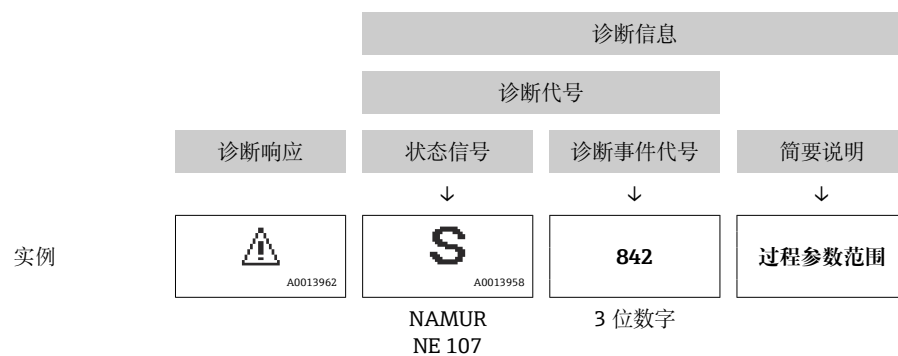 诊断信息
诊断代号
诊断响应 状态信号 诊断事件代号 简要说明
↓ ↓ ↓
实例 ⚠ S 842 过程参数范围
A0013962 A0013958
NAMUR 3 位数字
NE 107